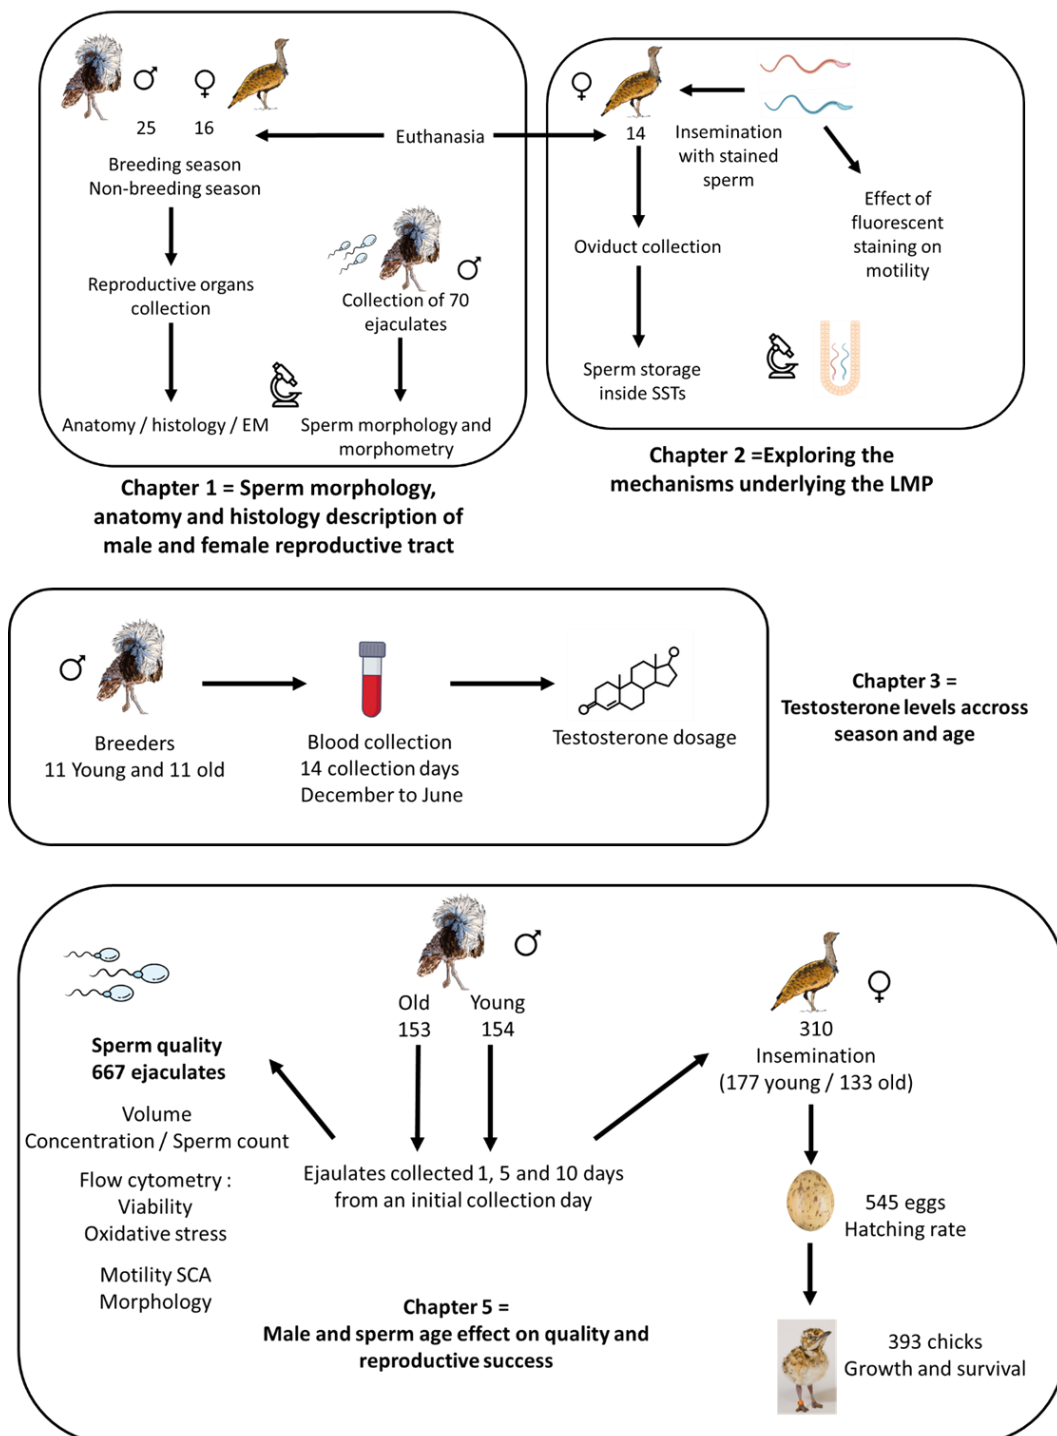 ♂ ♀
25 16
Breeding season
Non-breeding season
Reproductive organs
collection
Anatomy / histology / EM
Euthanasia
♂
Collection of 70
ejaculates
Sperm morphology and
morphometry
Chapter 1 = Sperm morphology,
anatomy and histology description of
male and female reproductive tract
♀
14
Insemination
with stained
sperm
Oviduct collection
Sperm storage
inside SSTs
Effect of
fluorescent
staining on
motility
Chapter 2 =Exploring the
mechanisms underlying the LMP
♂
Breeders
11 Young and 11 old
Blood collection
14 collection days
December to June
Testosterone dosage
Chapter 3 =
Testosterone levels accross
season and age
♂
Old Young
153 154
Ejaulates collected 1, 5 and 10 days
from an initial collection day
Sperm quality
667 ejaculates
Volume
Concentration / Sperm count
Flow cytometry :
Viability
Oxidative stress
Motility SCA
Morphology
♀
310
Insemination
(177 young / 133 old)
545 eggs
Hatching rate
393 chicks
Growth and survival
Chapter 5 =
Male and sperm age effect on quality and
reproductive success